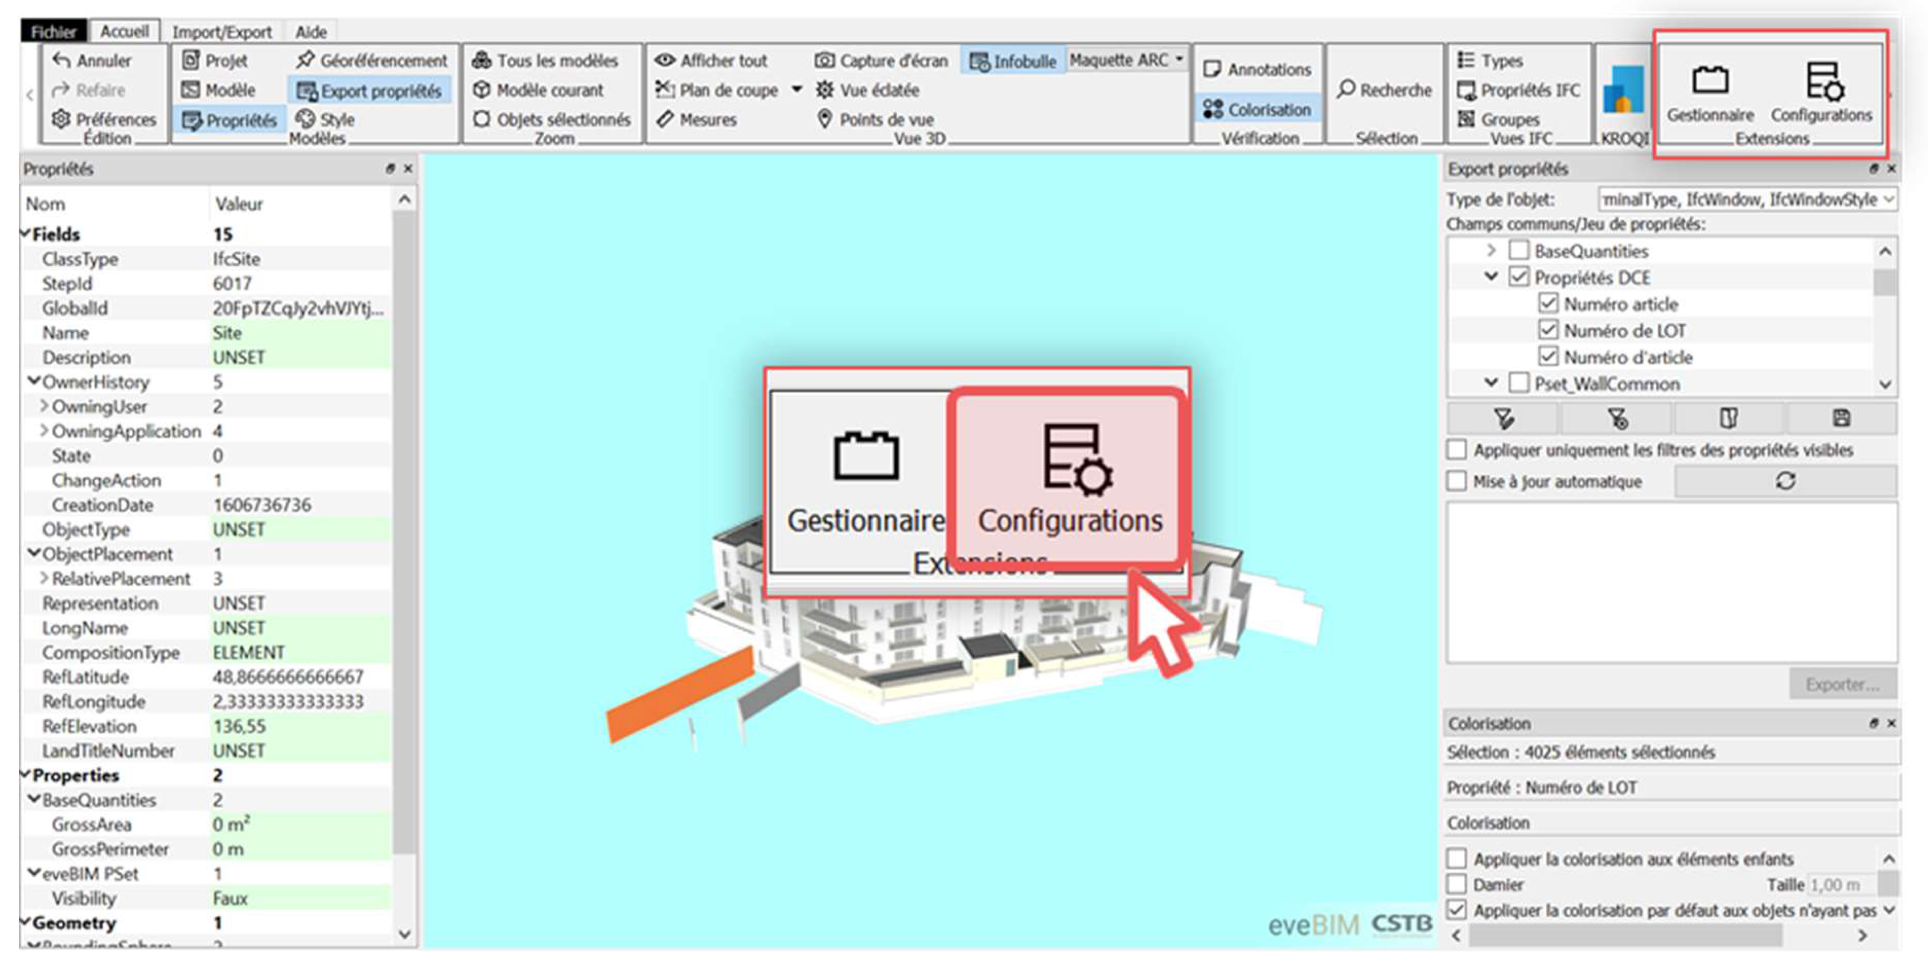 Fichier Accueil Import/Export Aide
Annuler
Refaire
Préférences
Édition
Projet
Modèle
Propriétés
Géoréférencement
Export propriétés
Style
Modèles
Tous les modèles
Modèle courant
Objets sélectionnés
Zoom
Afficher tout
Plan de coupe
Mesures
Capture d'écran
Vue éclatée
Points de vue
Infobulle
Maquette ARC
Vue 3D
Annotations
Colorisation
Vérification
Recherche
Sélection
Types
Propriétés IFC
Groupes
Vues IFC
KROQI
Gestionnaire Configurations
Extensions
Propriétés
Nom Valeur
Fields 15
ClassType IfcSite
StepId 6017
GlobalId 20FpTZCqJy2vhVJYtj...
Name Site
Description UNSET
OwnerHistory 5
OwningUser 2
OwningApplication 4
State 0
ChangeAction 1
CreationDate 1606736736
ObjectType UNSET
ObjectPlacement 1
RelativePlacement 3
Representation UNSET
LongName UNSET
CompositionType ELEMENT
RefLatitude 48,8666666666667
RefLongitude 2,33333333333333
RefElevation 136,55
LandTitleNumber UNSET
Properties 2
BaseQuantities 2
GrossArea 0 m²
GrossPerimeter 0 m
eveBIM PSet 1
Visibility Faux
Geometry 1
Gestionnaire Configurations
Extensions
eveBIM CSTB
Export propriétés
Type de l'objet: minalType, IfcWindow, IfcWindowStyle
Champs communs/Jeu de propriétés:
BaseQuantities
Propriétés DCE
Numéro article
Numéro de LOT
Numéro d'article
Pset_WallCommon
Appliquer uniquement les filtres des propriétés visibles
Mise à jour automatique
Exporter...
Colorisation
Sélection : 4025 éléments sélectionnés
Propriété : Numéro de LOT
Colorisation
Appliquer la colorisation aux éléments enfants
Damier Taille 1,00 m
Appliquer la colorisation par défaut aux objets n'ayant pas